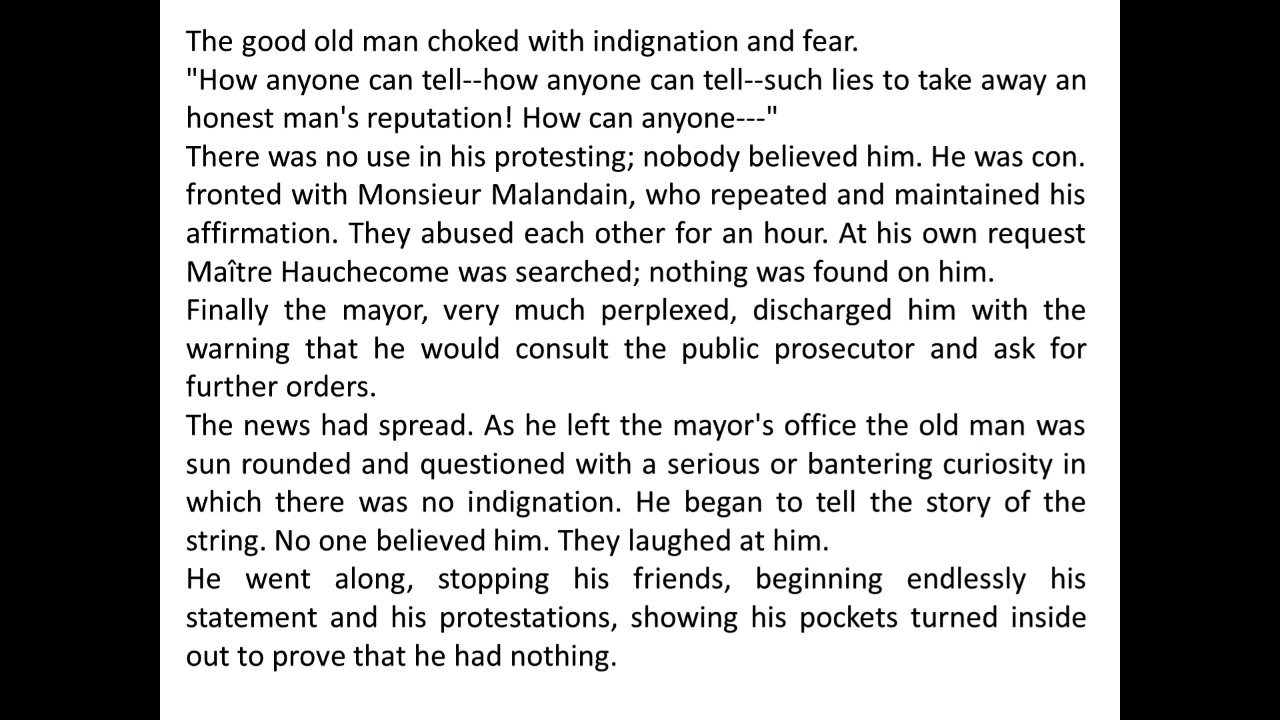 The good old man choked with indignation and fear.
"How anyone can tell--how anyone can tell--such lies to take away an
honest man's reputation! How can anyone---"
There was no use in his protesting; nobody believed him. He was con.
fronted with Monsieur Malandain, who repeated and maintained his
affirmation. They abused each other for an hour. At his own request
Maître Hauchecome was searched; nothing was found on him.
Finally the mayor, very much perplexed, discharged him with the
warning that he would consult the public prosecutor and ask for
further orders.
The news had spread. As he left the mayor's office the old man was
sun rounded and questioned with a serious or bantering curiosity in
which there was no indignation. He began to tell the story of the
string. No one believed him. They laughed at him.
He went along, stopping his friends, beginning endlessly his
statement and his protestations, showing his pockets turned inside
out to prove that he had nothing.